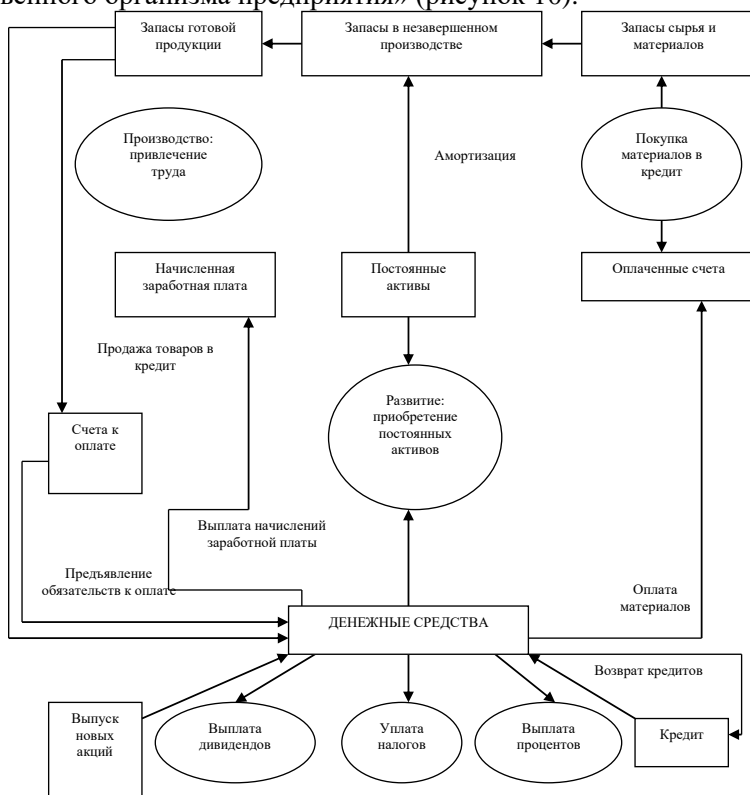 венного организма предприятия» (рисунок 10).
Запасы готовой
продукции
Запасы в незавершенном
производстве
Запасы сырья и
материалов
Производство:
привлечение
труда
Амортизация
Покупка
материалов в
кредит
Начисленная
заработная плата
Постоянные
активы
Оплаченные счета
Продажа товаров в
кредит
Развитие:
приобретение
постоянных
активов
Счета к
оплате
Выплата начислений
заработной платы
Предъявление
обязательств к оплате
Оплата
материалов
ДЕНЕЖНЫЕ СРЕДСТВА
Возврат кредитов
Выпуск
новых
акций
Выплата
дивидендов
Уплата
налогов
Выплата
процентов
Кредит